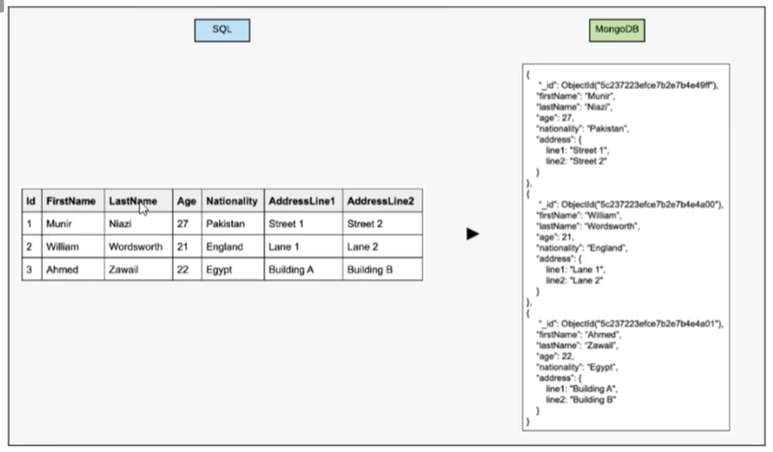 SQL
MongoDB
Id FirstName LastName Age Nationality AddressLine1 AddressLine2
1 Munir Niazi 27 Pakistan Street 1 Street 2
2 William Wordsworth 21 England Lane 1 Lane 2
3 Ahmed Zawail 22 Egypt Building A Building B
{
"_id": ObjectId("5c237223efce7b2e7b4e49ff"),
"firstName": "Munir",
"lastName": "Niazi",
"age": 27,
"nationality": "Pakistan",
"address": {
line1: "Street 1",
line2: "Street 2"
}
},
{
"_id": ObjectId("5c237223efce7b2e7b4e4a00"),
"firstName": "William",
"lastName": "Wordsworth",
"age": 21,
"nationality": "England",
"address": {
line1: "Lane 1",
line2: "Lane 2"
}
},
{
"_id": ObjectId("5c237223efce7b2e7b4e4a01"),
"firstName": "Ahmed",
"lastName": "Zawail",
"age": 22,
"nationality": "Egypt",
"address": {
line1: "Building A",
line2: "Building B"
}
}